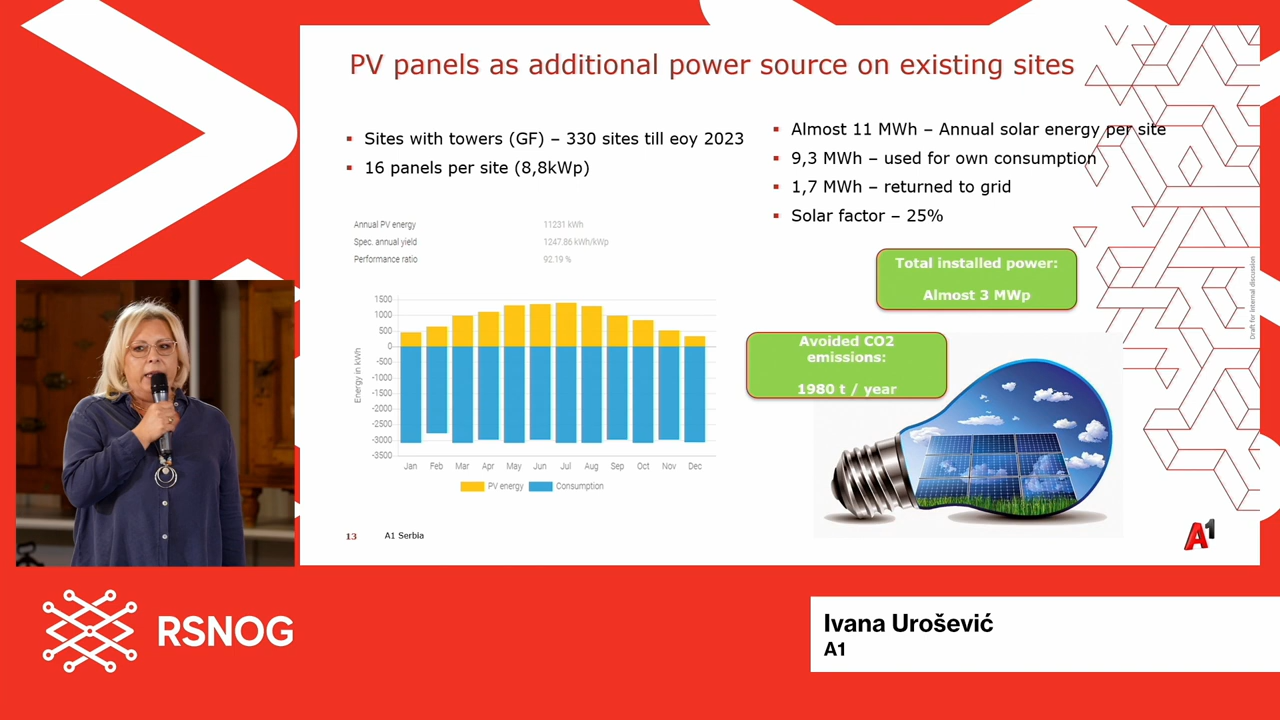 PV panels as additional power source on existing sites
Sites with towers (GF) – 330 sites till eoy 2023
16 panels per site (8,8kWp)
Almost 11 MWh – Annual solar energy per site
9,3 MWh – used for own consumption
1,7 MWh – returned to grid
Solar factor – 25%
Annual PV energy 11231 kWh
Spec. annual yield 1247.86 kWh/kWp
Performance ratio 92.19 %
Total installed power:
Almost 3 MWp
Avoided CO2
emissions:
1980 t / year
Energy in kWh
1500
1000
500
0
-500
-1000
-1500
-2000
-2500
-3000
-3500
Jan Feb Mar Apr May Jun Jul Aug Sep Oct Nov Dec
PV energy Consumption
Draft for internal discussion
13 A1 Serbia
A1
RSNOG
Ivana Urošević
A1